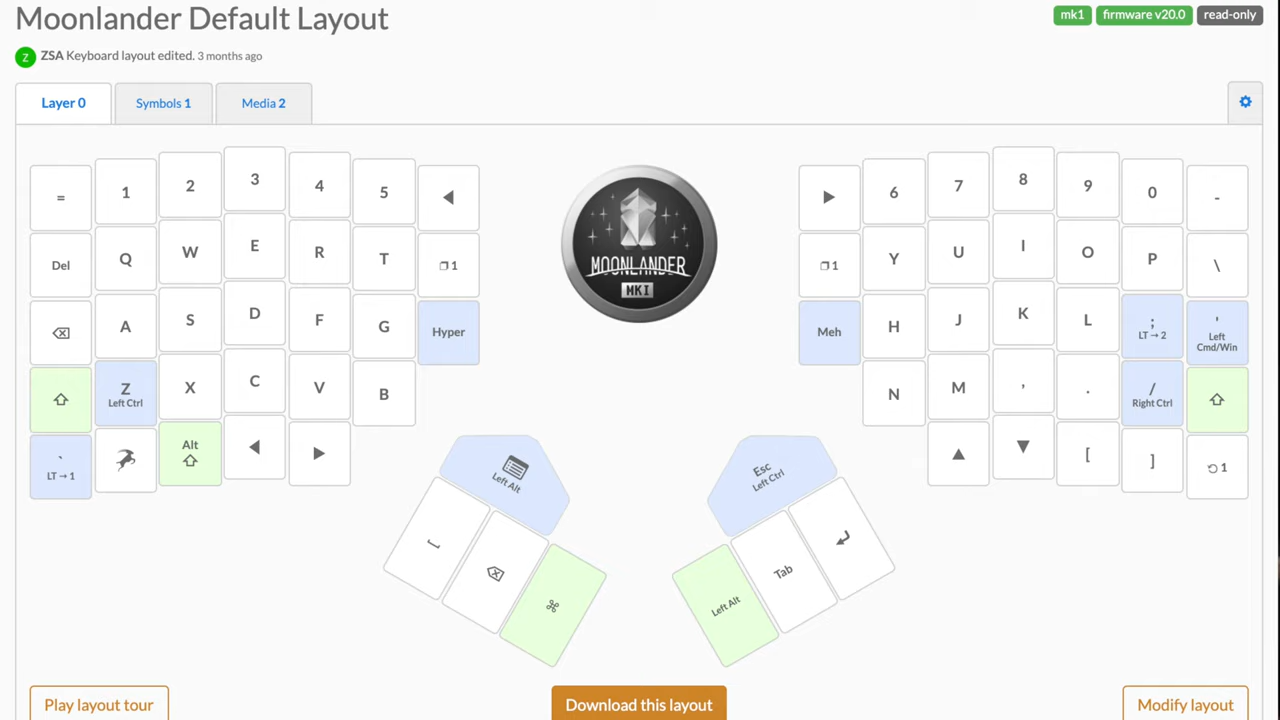 Moonlander Default Layout
mk1 firmware v20.0 read-only
Z ZSA Keyboard layout edited. 3 months ago
Layer 0 Symbols 1 Media 2
= 1 2 3 4 5 ◀ ▶ 6 7 8 9 0 -
Del Q W E R T 1 1 Y U I O P \
A S D F G Hyper Meh H J K L ; LT→2 ' Left Cmd/Win
Z Left Ctrl X C V B N M , . / Right Ctrl
` LT→1 Alt ◀ ▶ ▲ ▼ [ ] 1
MOONLANDER
MKI
Left Alt
Esc
Left Ctrl
Tab
Left Alt
⌘
Play layout tour Download this layout Modify layout